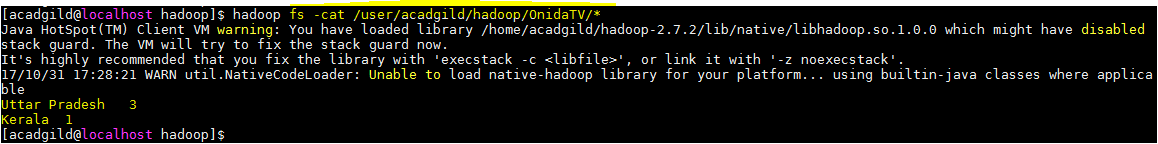 [acadgild@localhost hadoop]$ hadoop fs -cat /user/acadgild/hadoop/OnidaTV/*
Java HotSpot(TM) Client VM warning: You have loaded library /home/acadgild/hadoop-2.7.2/lib/native/libhadoop.so.1.0.0 which might have disabled
stack guard. The VM will try to fix the stack guard now.
It's highly recommended that you fix the library with 'execstack -c <libfile>', or link it with '-z noexecstack'.
17/10/31 17:28:21 WARN util.NativeCodeLoader: Unable to load native-hadoop library for your platform... using builtin-java classes where applica
ble
Uttar Pradesh   3
Kerala  1
[acadgild@localhost hadoop]$